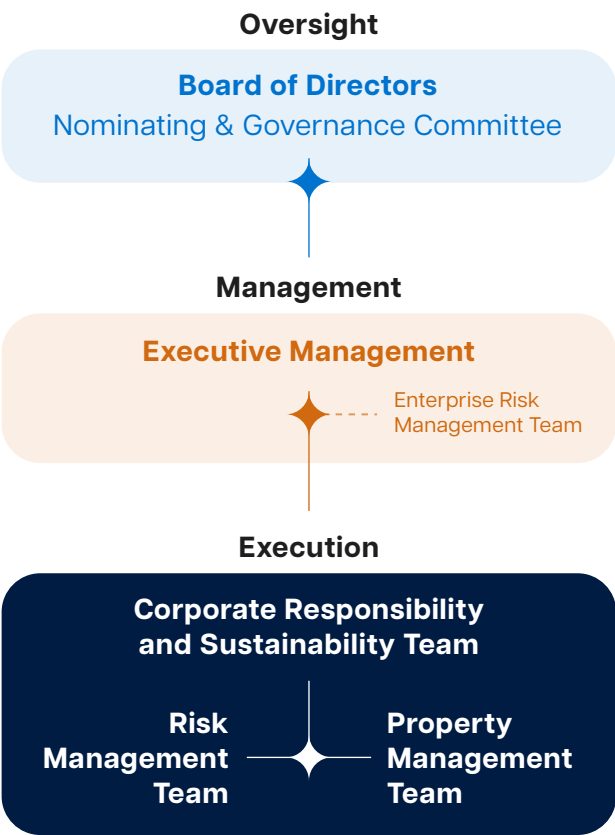 Oversight
Board of Directors
Nominating & Governance Committee
Management
Executive Management
Enterprise Risk
Management Team
Execution
Corporate Responsibility
and Sustainability Team
Risk
Management
Team
Property
Management
Team